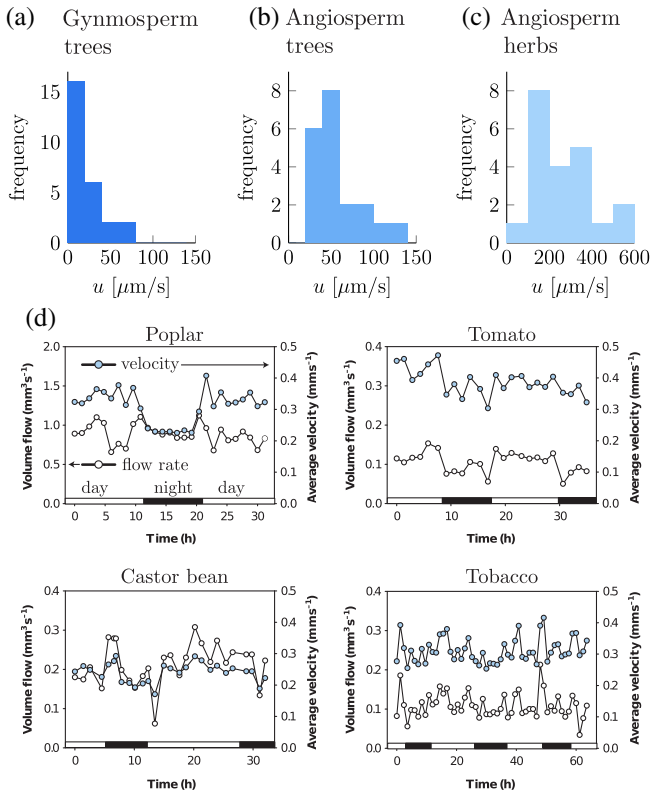 (a) Gynmosperm trees
(b) Angiosperm trees
(c) Angiosperm herbs
frequency
15
10
5
0
0 50 100 150
u [μm/s]
frequency
8
6
4
2
0
0 50 100 150
u [μm/s]
frequency
8
6
4
2
0
0 200 400 600
u [μm/s]
(d)
Poplar
Volume flow (mm³s⁻¹)
2.0
1.5
1.0
0.5
0.0
velocity
flow rate
day night day
0 10 20 30
Time (h)
0.5
0.4
0.3
0.2
0.1
0.0
Average velocity (mms⁻¹)
Tomato
Volume flow (mm³s⁻¹)
0.4
0.3
0.2
0.1
0.0
0 10 20 30
Time (h)
0.5
0.4
0.3
0.2
0.1
0.0
Average velocity (mms⁻¹)
Castor bean
Volume flow (mm³s⁻¹)
0.4
0.3
0.2
0.1
0.0
0 10 20 30
Time (h)
0.5
0.4
0.3
0.2
0.1
0.0
Average velocity (mms⁻¹)
Tobacco
Volume flow (mm³s⁻¹)
0.4
0.3
0.2
0.1
0.0
0 10 20 30 40 50 60
Time (h)
0.5
0.4
0.3
0.2
0.1
0.0
Average velocity (mms⁻¹)